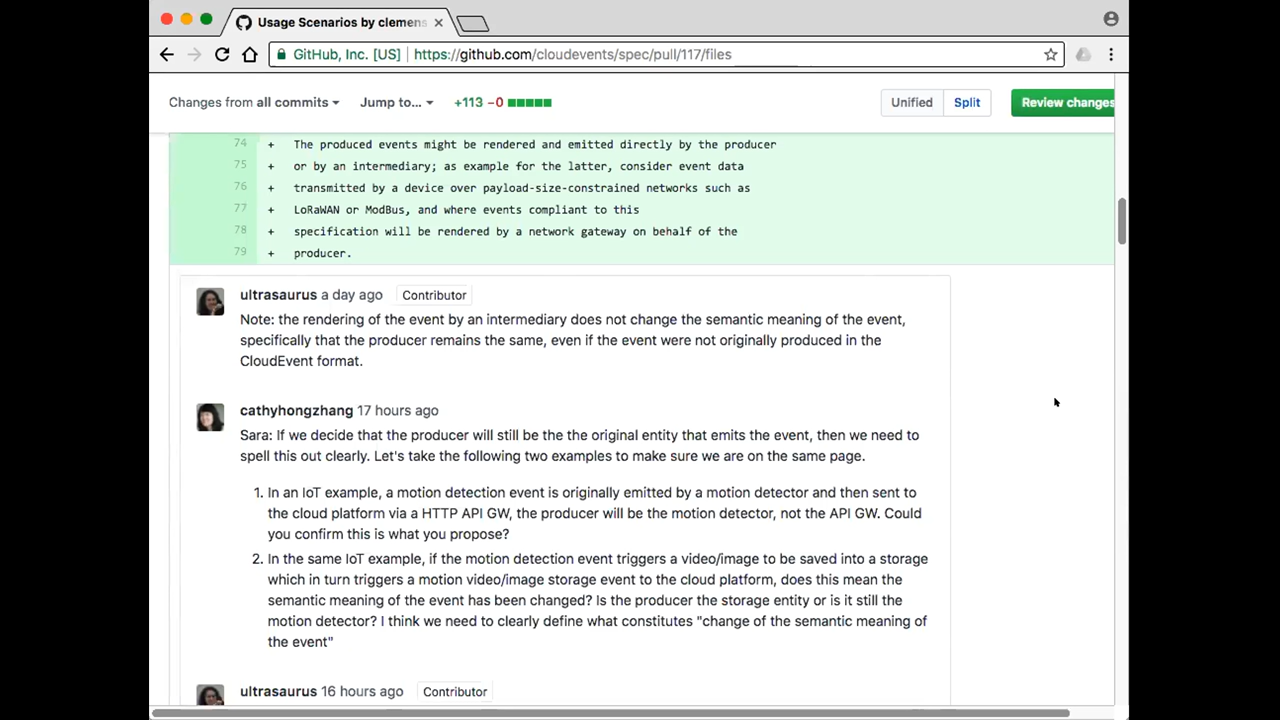 Usage Scenarios by clemens
GitHub, Inc. [US] https://github.com/cloudevents/spec/pull/117/files
Changes from all commits Jump to... +113 −0 Unified Split Review changes
74 + The produced events might be rendered and emitted directly by the producer
75 + or by an intermediary; as example for the latter, consider event data
76 + transmitted by a device over payload-size-constrained networks such as
77 + LoRaWAN or ModBus, and where events compliant to this
78 + specification will be rendered by a network gateway on behalf of the
79 + producer.
ultrasaurus a day ago Contributor
Note: the rendering of the event by an intermediary does not change the semantic meaning of the event,
specifically that the producer remains the same, even if the event were not originally produced in the
CloudEvent format.
cathyhongzhang 17 hours ago
Sara: If we decide that the producer will still be the the original entity that emits the event, then we need to
spell this out clearly. Let's take the following two examples to make sure we are on the same page.
1. In an IoT example, a motion detection event is originally emitted by a motion detector and then sent to
the cloud platform via a HTTP API GW, the producer will be the motion detector, not the API GW. Could
you confirm this is what you propose?
2. In the same IoT example, if the motion detection event triggers a video/image to be saved into a storage
which in turn triggers a motion video/image storage event to the cloud platform, does this mean the
semantic meaning of the event has been changed? Is the producer the storage entity or is it still the
motion detector? I think we need to clearly define what constitutes "change of the semantic meaning of
the event"
ultrasaurus 16 hours ago Contributor